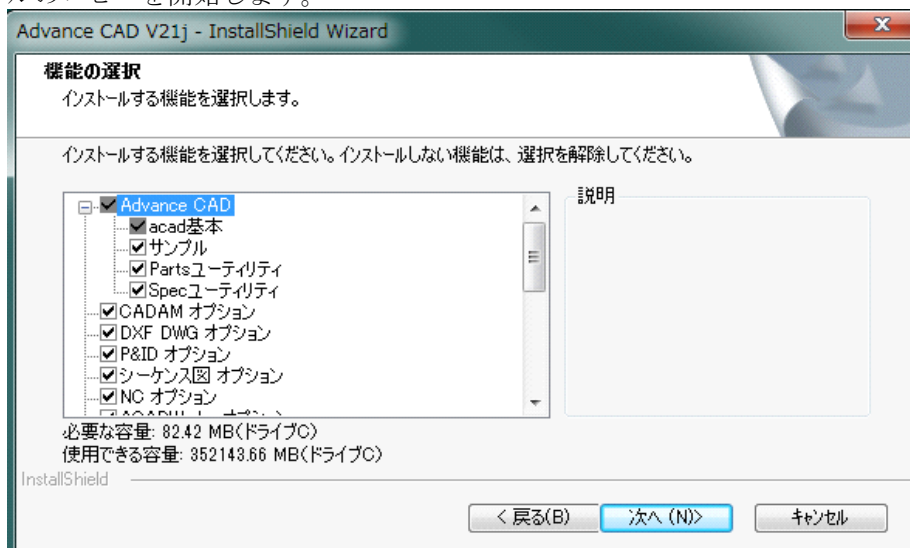 を開始します。
Advance CAD V21j - InstallShield Wizard
機能の選択
インストールする機能を選択します。
インストールする機能を選択してください。インストールしない機能は、選択を解除してください。
Advance CAD
acad基本
サンプル
Partsユーティリティ
Specユーティリティ
CADAM オプション
DXF DWG オプション
P&ID オプション
シーケンス図 オプション
NC オプション
説明
必要な容量: 82.42 MB(ドライブC)
使用できる容量: 352143.66 MB(ドライブC)
InstallShield
< 戻る(B)
次へ (N)>
キャンセル